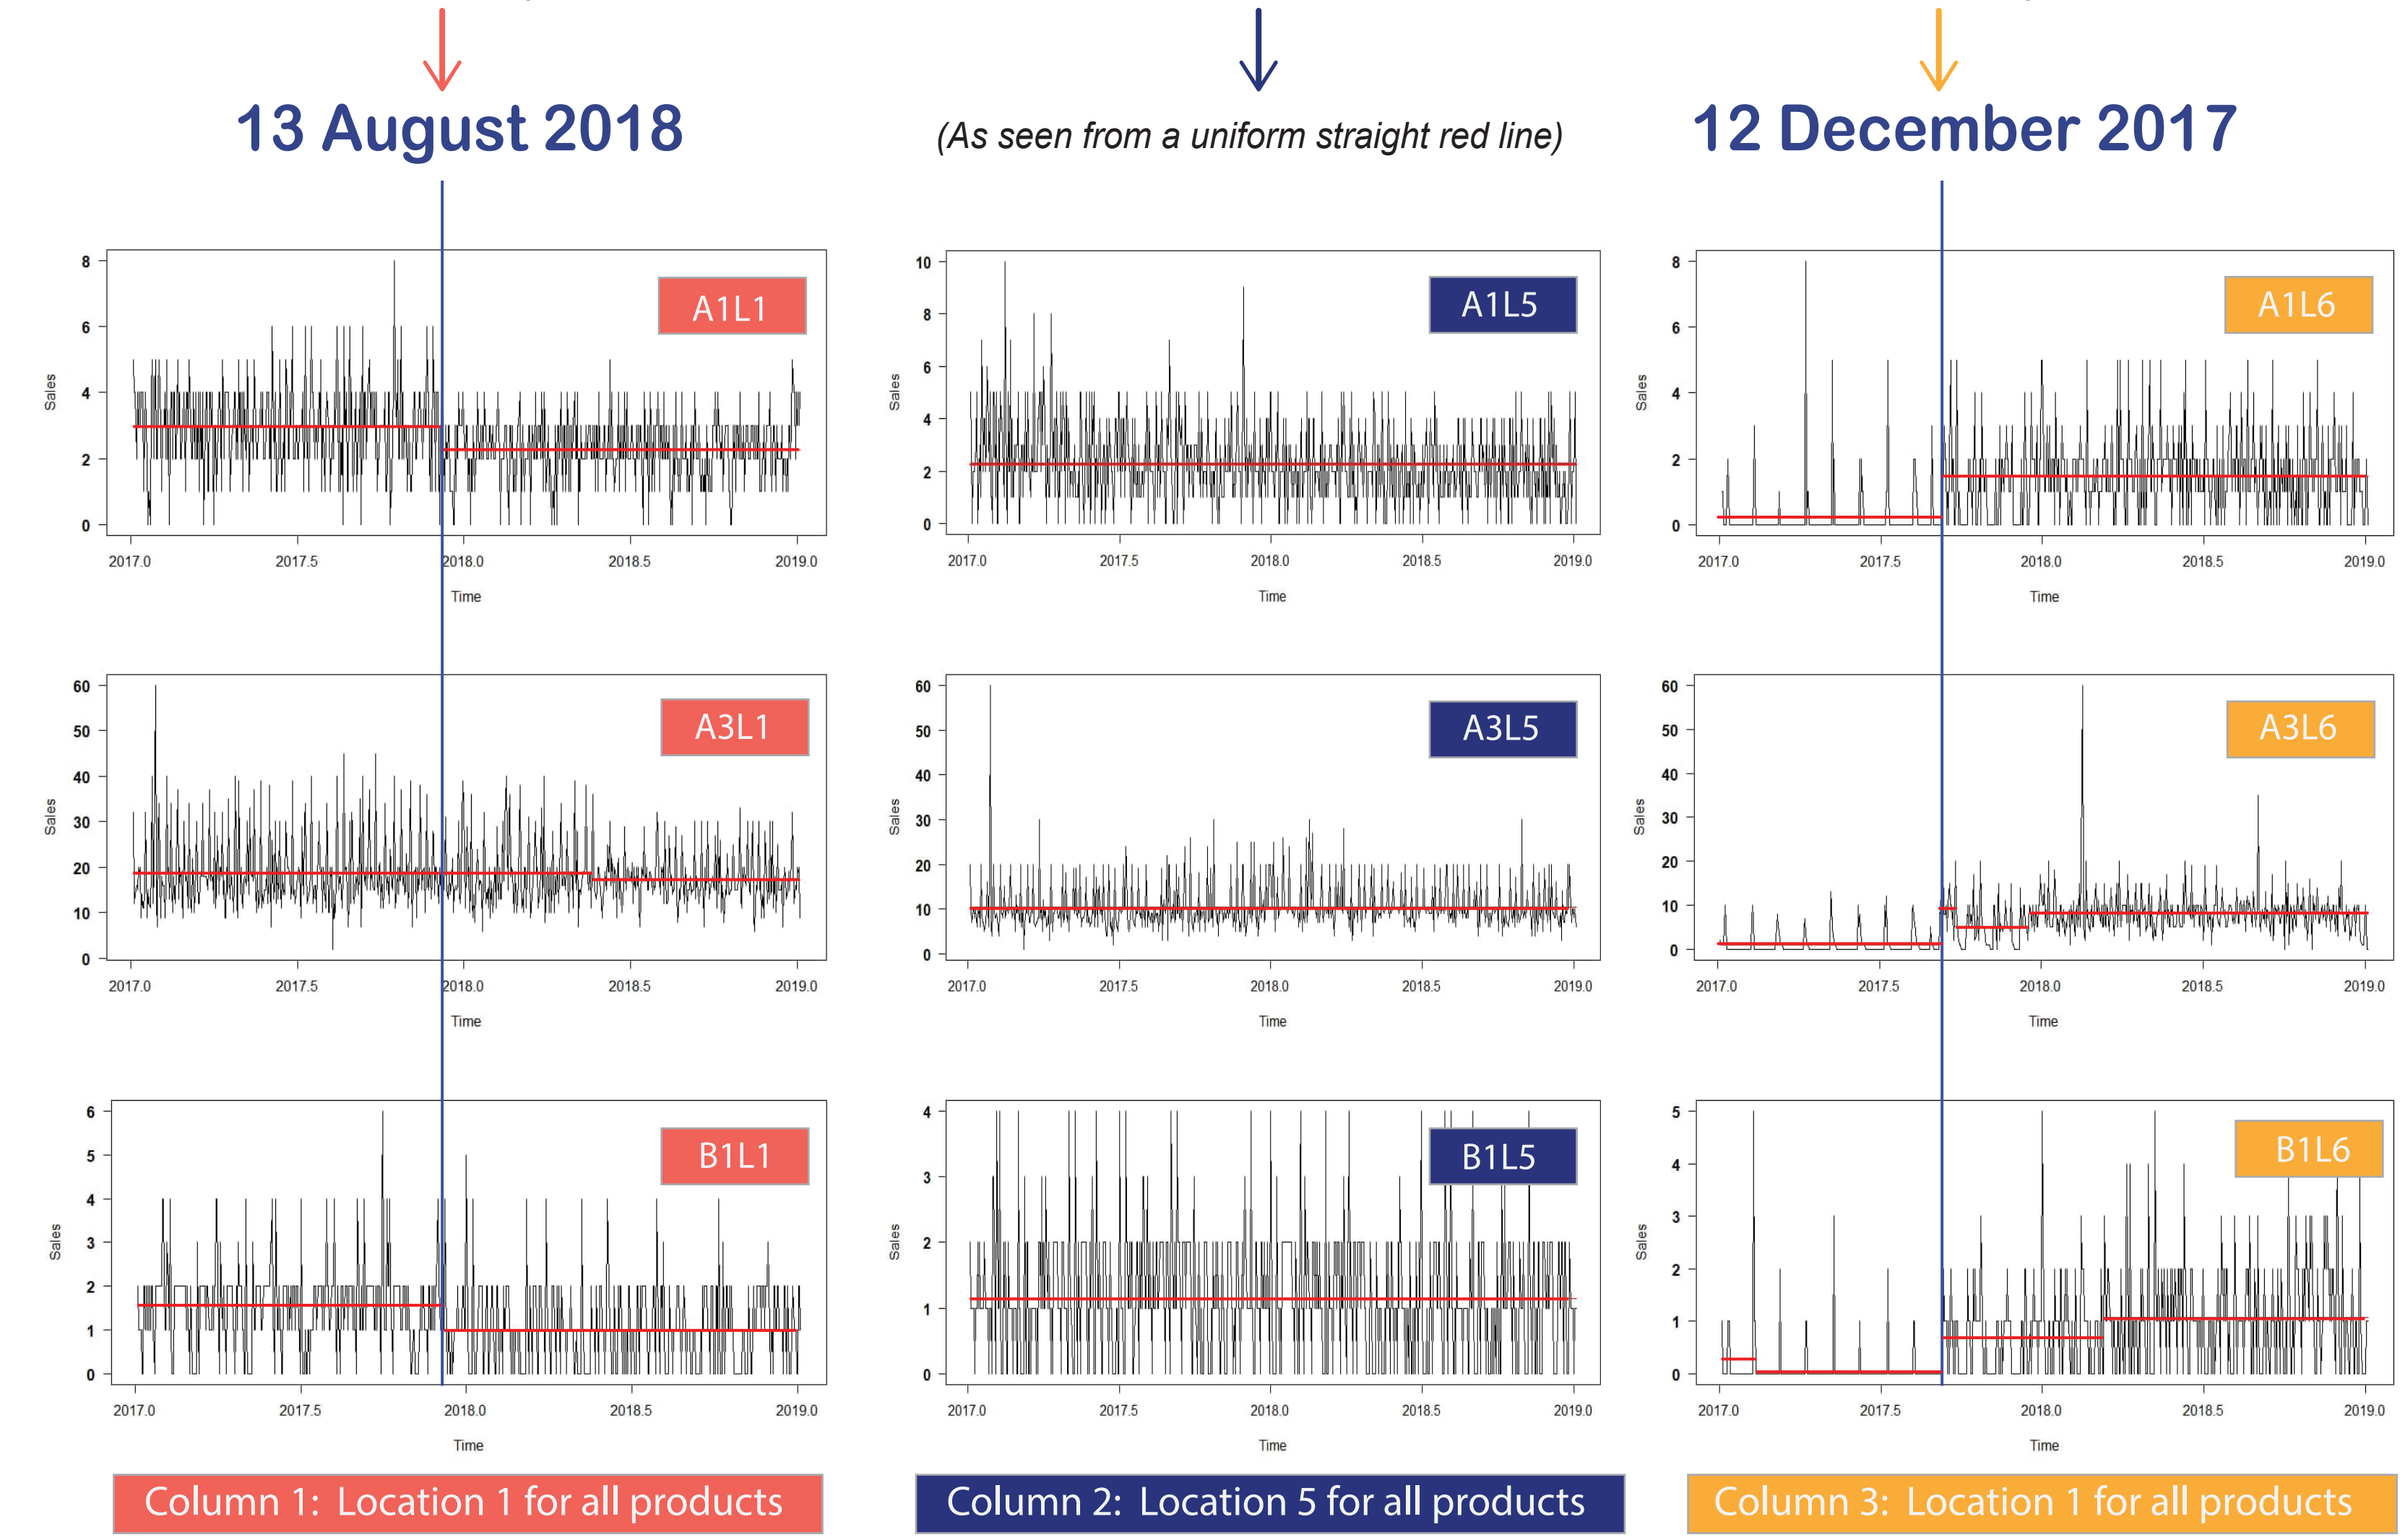 13 August 2018
(As seen from a uniform straight red line)
12 December 2017
8
6
4
2
0
Sales
A1L1
2017.0 2017.5 2018.0 2018.5 2019.0
Time
10
8
6
4
2
0
Sales
A1L5
2017.0 2017.5 2018.0 2018.5 2019.0
Time
8
6
4
2
0
Sales
A1L6
2017.0 2017.5 2018.0 2018.5 2019.0
Time
60
50
40
30
20
10
0
Sales
A3L1
2017.0 2017.5 2018.0 2018.5 2019.0
Time
60
50
40
30
20
10
0
Sales
A3L5
2017.0 2017.5 2018.0 2018.5 2019.0
Time
60
50
40
30
20
10
0
Sales
A3L6
2017.0 2017.5 2018.0 2018.5 2019.0
Time
6
5
4
3
2
1
0
Sales
B1L1
2017.0 2017.5 2018.0 2018.5 2019.0
Time
4
3
2
1
0
Sales
B1L5
2017.0 2017.5 2018.0 2018.5 2019.0
Time
5
4
3
2
1
0
Sales
B1L6
2017.0 2017.5 2018.0 2018.5 2019.0
Time
Column 1: Location 1 for all products
Column 2: Location 5 for all products
Column 3: Location 1 for all products